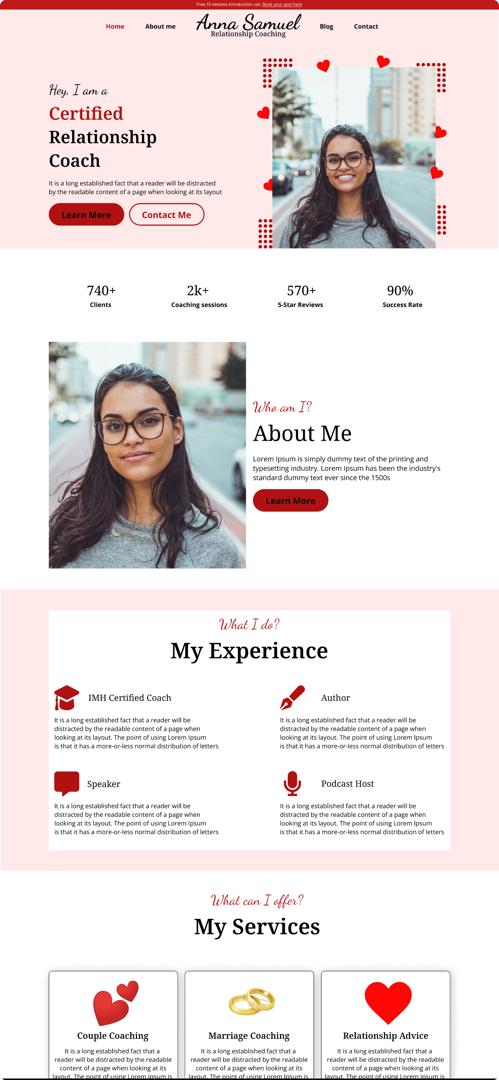 Free 15 minutes introduction call. Book your spot here
Home
About me
Anna Samuel
Relationship Coaching
Blog
Contact
Hey, I am a
Certified
Relationship
Coach
It is a long established fact that a reader will be distracted
by the readable content of a page when looking at its layout
Learn More
Contact Me
740+
Clients
2k+
Coaching sessions
570+
5-Star Reviews
90%
Success Rate
Who am I?
About Me
Lorem Ipsum is simply dummy text of the printing and
typesetting industry. Lorem Ipsum has been the industry's
standard dummy text ever since the 1500s
Learn More
What I do?
My Experience
IMH Certified Coach
It is a long established fact that a reader will be
distracted by the readable content of a page when
looking at its layout. The point of using Lorem Ipsum
is that it has a more-or-less normal distribution of letters
Author
It is a long established fact that a reader will be
distracted by the readable content of a page when
looking at its layout. The point of using Lorem Ipsum
is that it has a more-or-less normal distribution of letters
Speaker
It is a long established fact that a reader will be
distracted by the readable content of a page when
looking at its layout. The point of using Lorem Ipsum
is that it has a more-or-less normal distribution of letters
Podcast Host
It is a long established fact that a reader will be
distracted by the readable content of a page when
looking at its layout. The point of using Lorem Ipsum
is that it has a more-or-less normal distribution of letters
What can I offer?
My Services
Couple Coaching
It is a long established fact that a
reader will be distracted by the readable
content of a page when looking at its
layout. The point of using Lorem Ipsum
Marriage Coaching
It is a long established fact that a
reader will be distracted by the readable
content of a page when looking at its
layout. The point of using Lorem Ipsum
Relationship Advice
It is a long established fact that a
reader will be distracted by the readable
content of a page when looking at its
layout. The point of using Lorem Ipsum